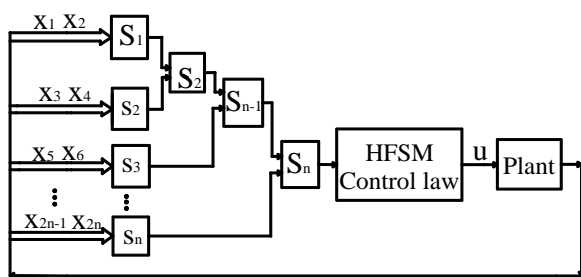 X1 X2
S1
S2
X3 X4
s2
Sn-1
X5 X6
s3
Sn
HFSM
Control law
u
Plant
X2n-1 X2n
sn